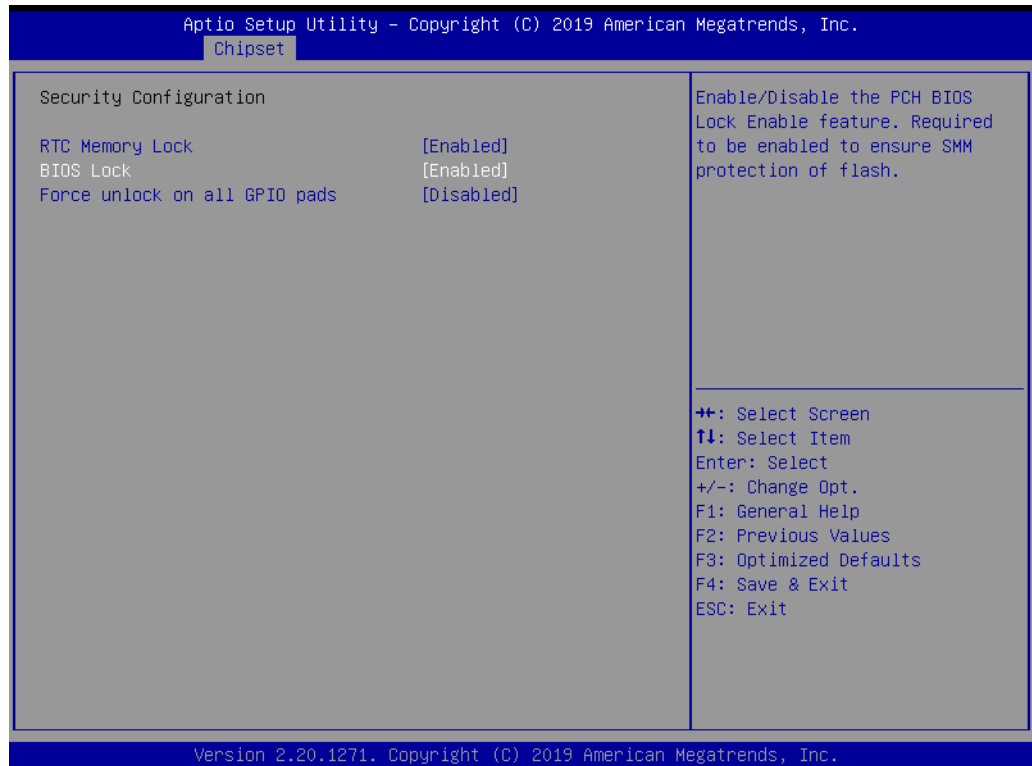 Aptio Setup Utility – Copyright (C) 2019 American Megatrends, Inc.
Chipset
Security Configuration
RTC Memory Lock [Enabled]
BIOS Lock [Enabled]
Force unlock on all GPIO pads [Disabled]
Enable/Disable the PCH BIOS
Lock Enable feature. Required
to be enabled to ensure SMM
protection of flash.
→←: Select Screen
↑↓: Select Item
Enter: Select
+/-: Change Opt.
F1: General Help
F2: Previous Values
F3: Optimized Defaults
F4: Save & Exit
ESC: Exit
Version 2.20.1271. Copyright (C) 2019 American Megatrends, Inc.